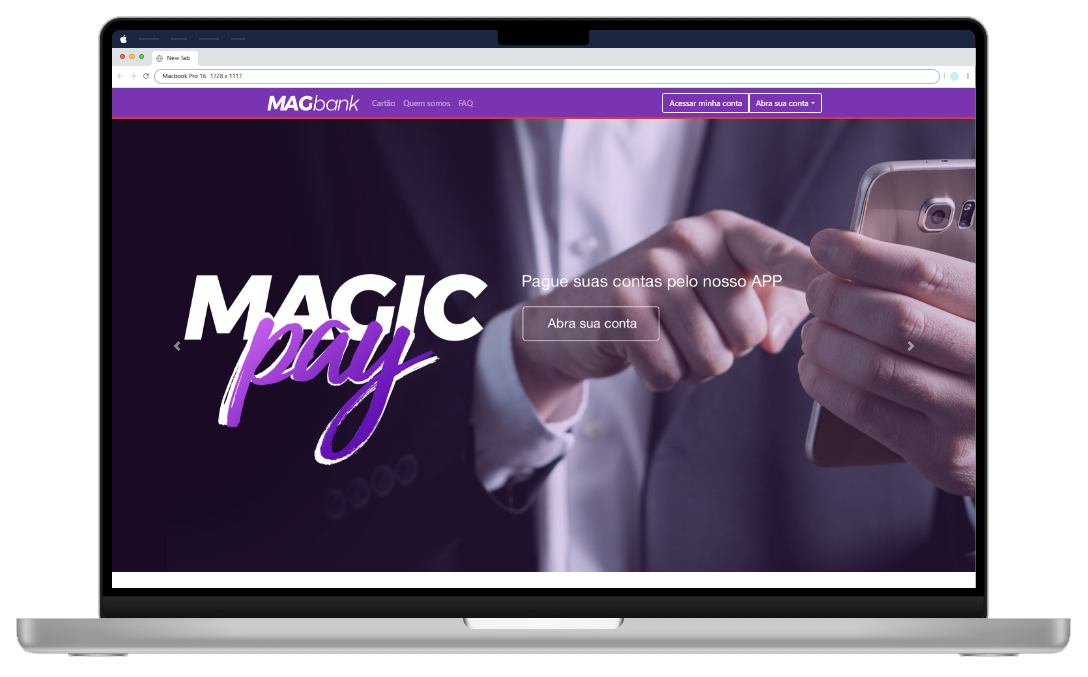 New Tab
Macbook Pro 16 1728 x 1117
MAGbank Cartão Quem somos FAQ Acessar minha conta Abra sua conta
MAGIC
pay
Pague suas contas pelo nosso APP
Abra sua conta